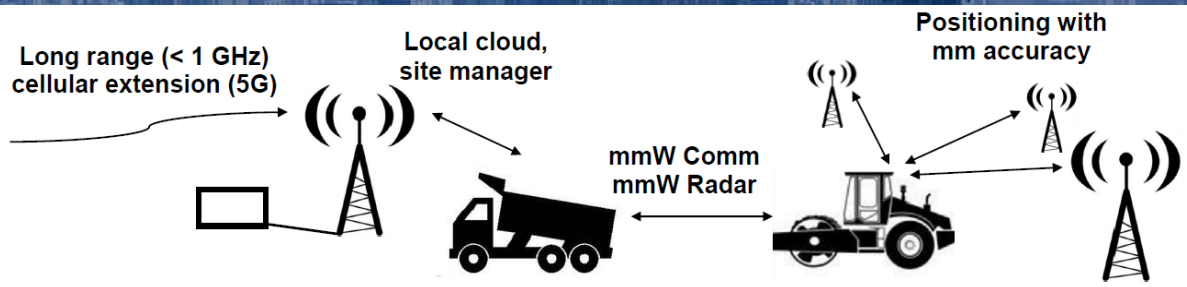 Long range (< 1 GHz)
cellular extension (5G)
Local cloud,
site manager
mmW Comm
mmW Radar
Positioning with
mm accuracy